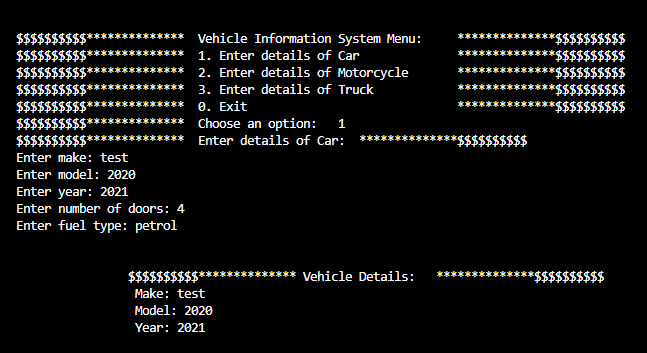 $$$$$$$$$$**************  Vehicle Information System Menu:     **************$$$$$$$$$$
$$$$$$$$$$**************  1. Enter details of Car              **************$$$$$$$$$$
$$$$$$$$$$**************  2. Enter details of Motorcycle       **************$$$$$$$$$$
$$$$$$$$$$**************  3. Enter details of Truck            **************$$$$$$$$$$
$$$$$$$$$$**************  0. Exit                              **************$$$$$$$$$$
$$$$$$$$$$**************  Choose an option:   1
$$$$$$$$$$**************  Enter details of Car:  **************$$$$$$$$$$
Enter make: test
Enter model: 2020
Enter year: 2021
Enter number of doors: 4
Enter fuel type: petrol
$$$$$$$$$$************** Vehicle Details:   **************$$$$$$$$$$
Make: test
Model: 2020
Year: 2021